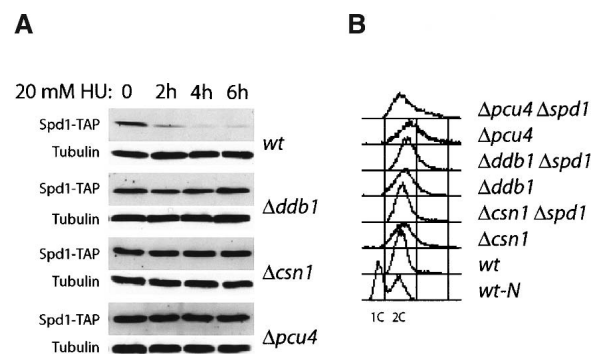 A
20 mM HU: 0 2h 4h 6h
Spd1-TAP
Tubulin
wt
Spd1-TAP
Tubulin
Δddb1
Spd1-TAP
Tubulin
Δcsn1
Spd1-TAP
Tubulin
Δpcu4
B
Δpcu4 Δspd1
Δpcu4
Δddb1 Δspd1
Δddb1
Δcsn1 Δspd1
Δcsn1
wt
wt-N
1C 2C